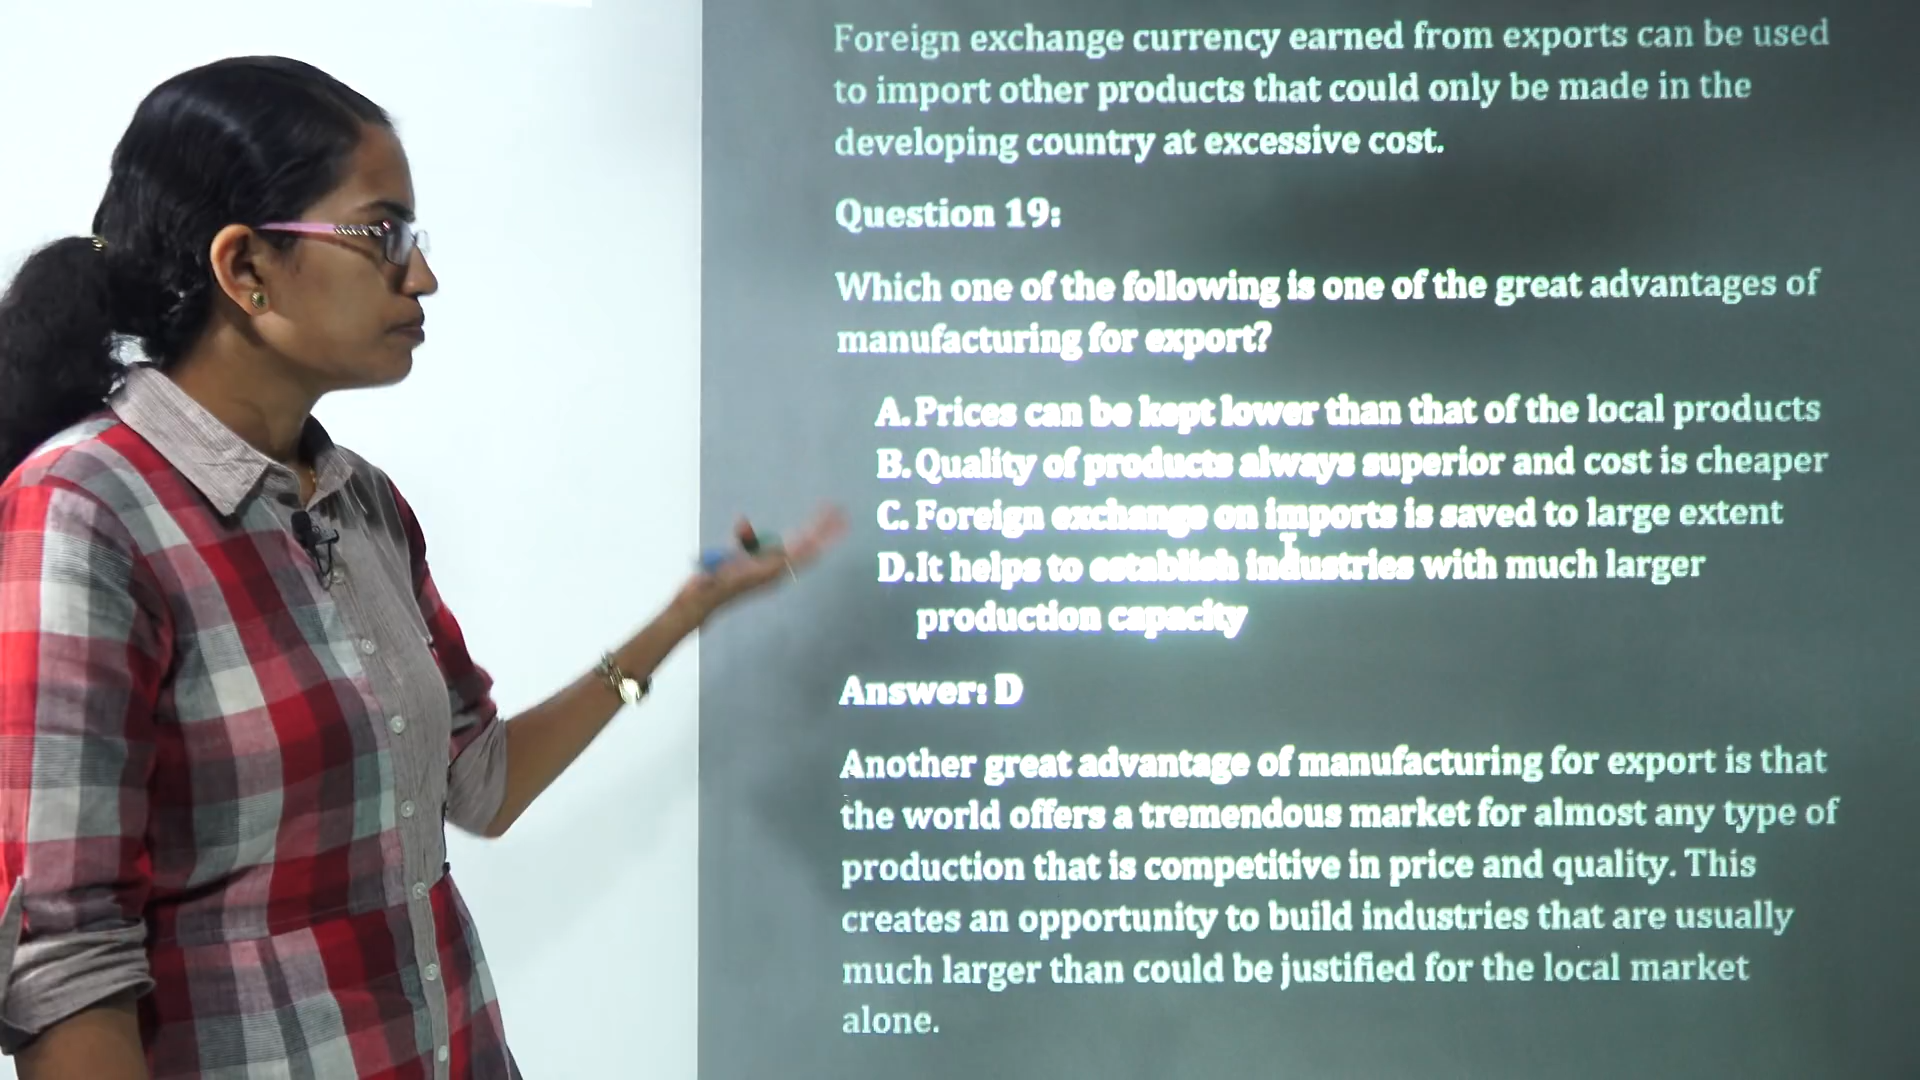 Foreign exchange currency earned from exports can be used
to import other products that could only be made in the
developing country at excessive cost.
Question 19:
Which one of the following is one of the great advantages of
manufacturing for export?
A. Prices can be kept lower than that of the local products
B. Quality of products always superior and cost is cheaper
C. Foreign exchange on imports is saved to large extent
D. It helps to establish industries with much larger
production capacity
Answer: D
Another great advantage of manufacturing for export is that
the world offers a tremendous market for almost any type of
production that is competitive in price and quality. This
creates an opportunity to build industries that are usually
much larger than could be justified for the local market
alone.